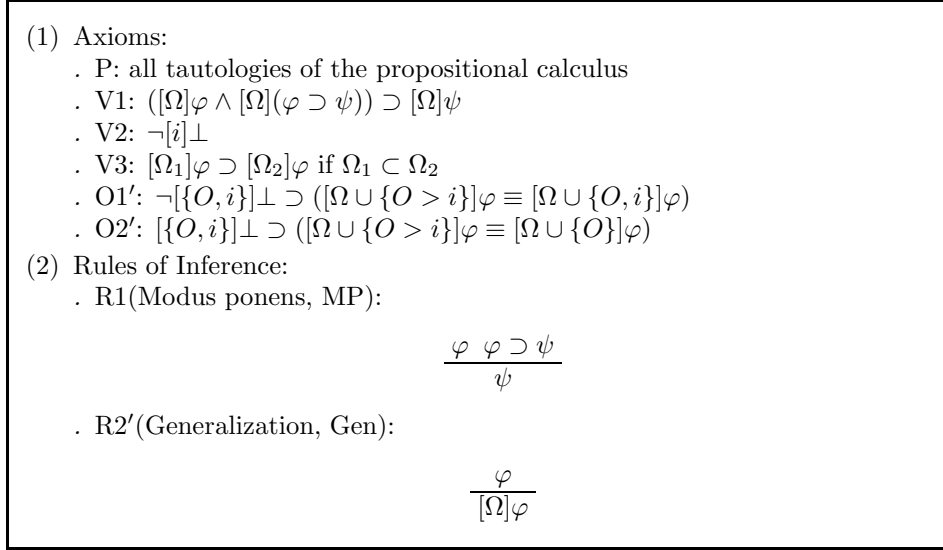 (1) Axioms:
. P: all tautologies of the propositional calculus
. V1: ([Ω]φ ∧ [Ω](φ ⊃ ψ)) ⊃ [Ω]ψ
. V2: ¬[i]⊥
. V3: [Ω₁]φ ⊃ [Ω₂]φ if Ω₁ ⊂ Ω₂
. O1′: ¬[{O, i}]⊥ ⊃ ([Ω ∪ {O > i}]φ ≡ [Ω ∪ {O, i}]φ)
. O2′: [{O, i}]⊥ ⊃ ([Ω ∪ {O > i}]φ ≡ [Ω ∪ {O}]φ)
(2) Rules of Inference:
. R1(Modus ponens, MP):
φ φ ⊃ ψ
ψ
. R2′(Generalization, Gen):
φ
[Ω]φ